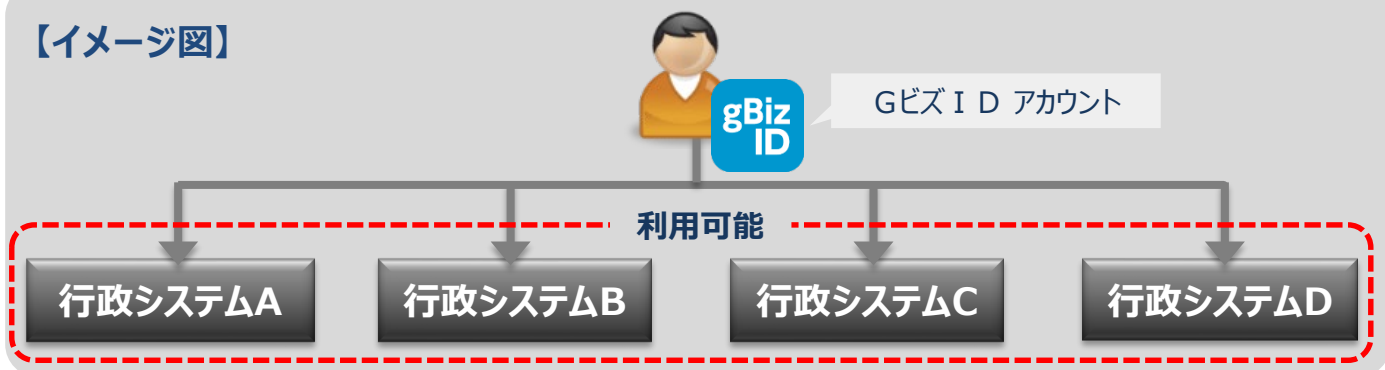 【イメージ図】
gBiz
ID
GビズＩＤ アカウント
利用可能
行政システムA
行政システムB
行政システムC
行政システムD